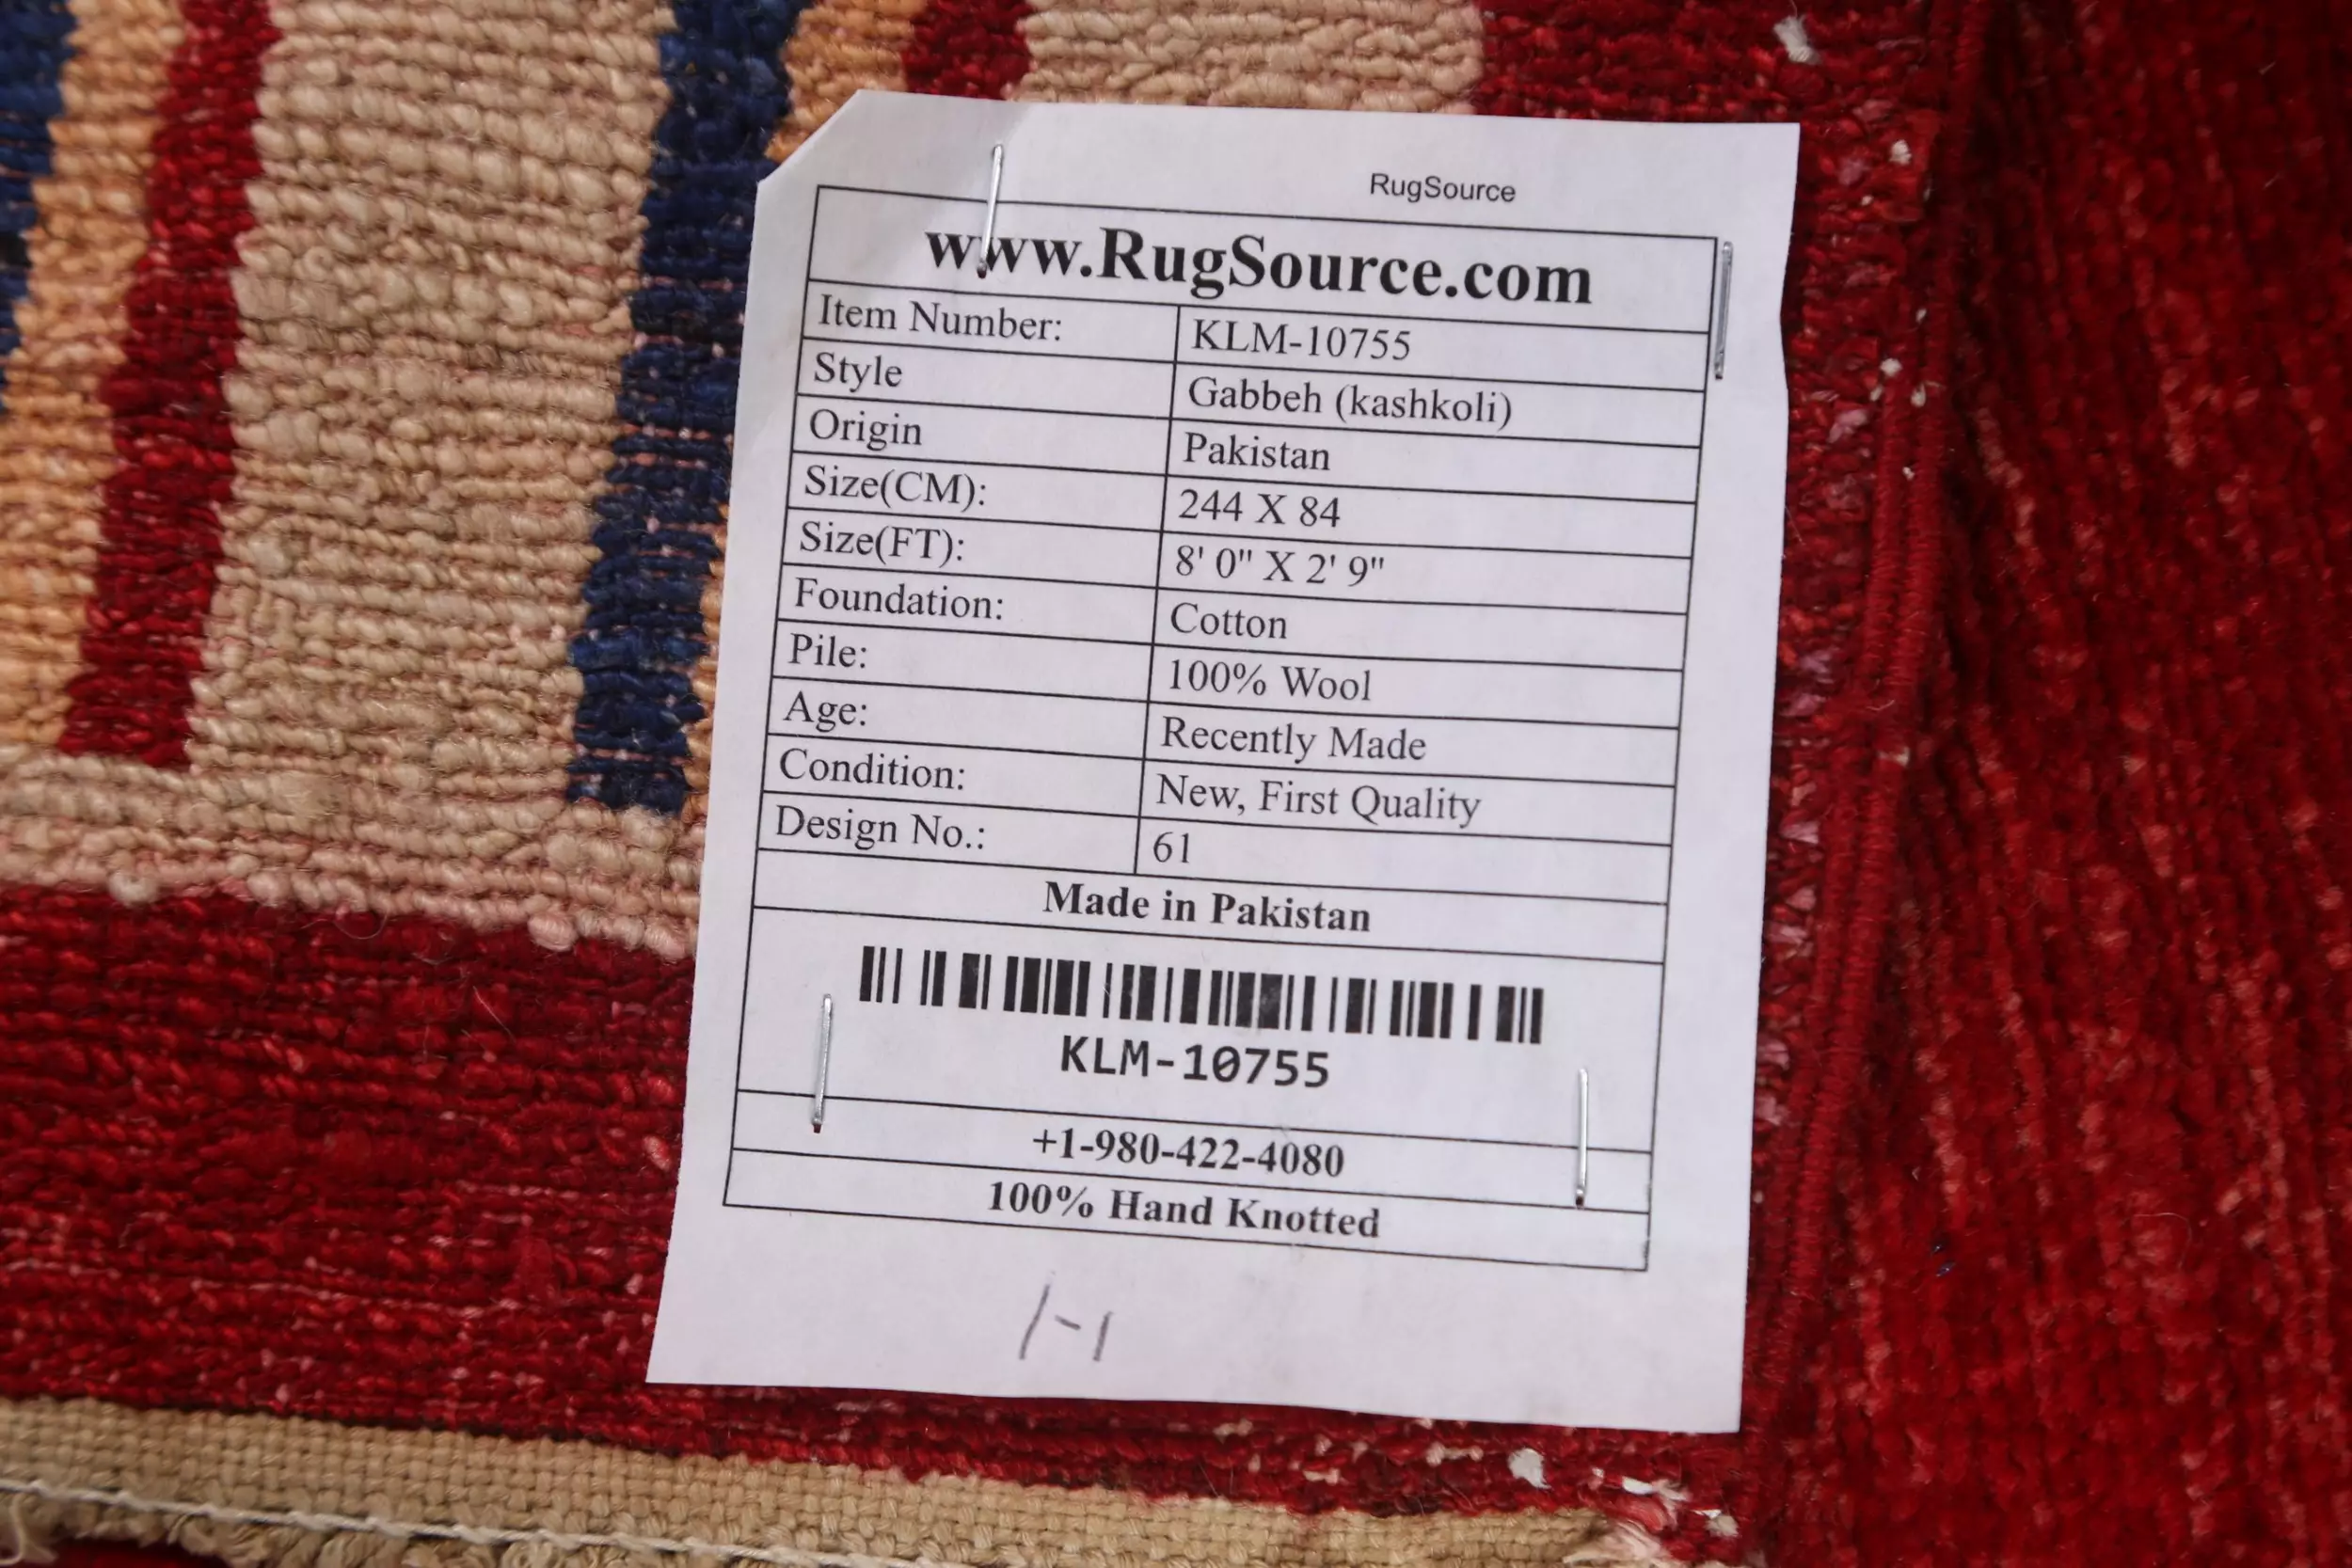 RugSource
www.RugSource.com
Item Number: KLM-10755
Style Gabbeh (kashkoli)
Origin Pakistan
Size(CM): 244 X 84
Size(FT): 8' 0" X 2' 9"
Foundation: Cotton
Pile: 100% Wool
Age: Recently Made
Condition: New, First Quality
Design No.: 61
Made in Pakistan
KLM-10755
+1-980-422-4080
100% Hand Knotted
1-1